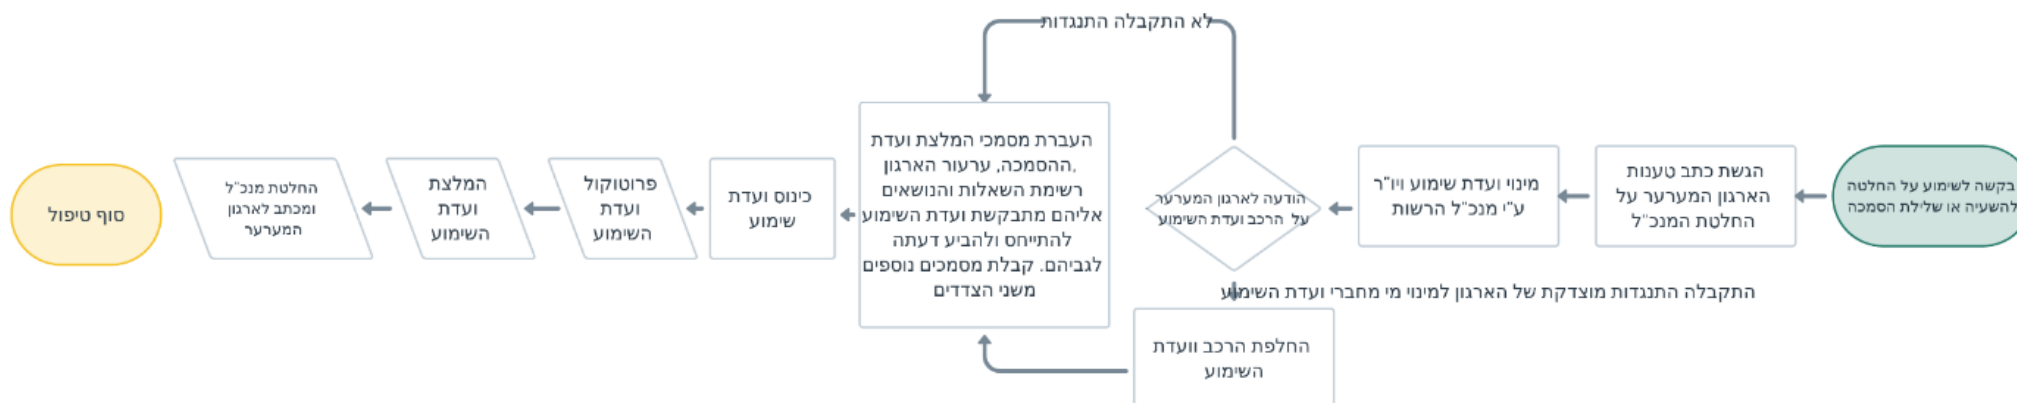 בקשה לשימוע על החלטה
להשעיה או שלילת הסמכה
הגשת כתב טענות
הארגון המערער על
החלטת המנכ"ל
מינוי ועדת שימוע ויו"ר
ע"י מנכ"ל הרשות
הודעה לארגון המערער
על הרכב ועדת השימוע
לא התקבלה התנגדות
התקבלה התנגדות מוצדקת של הארגון למינוי מי מחברי ועדת השימוע
החלפת הרכב וועדת
השימוע
העברת מסמכי המלצת ועדת
,ההסמכה, ערעור הארגון
רשימת השאלות והנושאים
אליהם מתבקשת ועדת השימוע
להתייחס ולהביע דעתה
לגביהם. קבלת מסמכים נוספים
משני הצדדים
כינוס ועדת
שימוע
פרוטוקול
ועדת
השימוע
המלצת
ועדת
השימוע
החלטת מנכ"ל
ומכתב לארגון
המערער
סוף טיפול